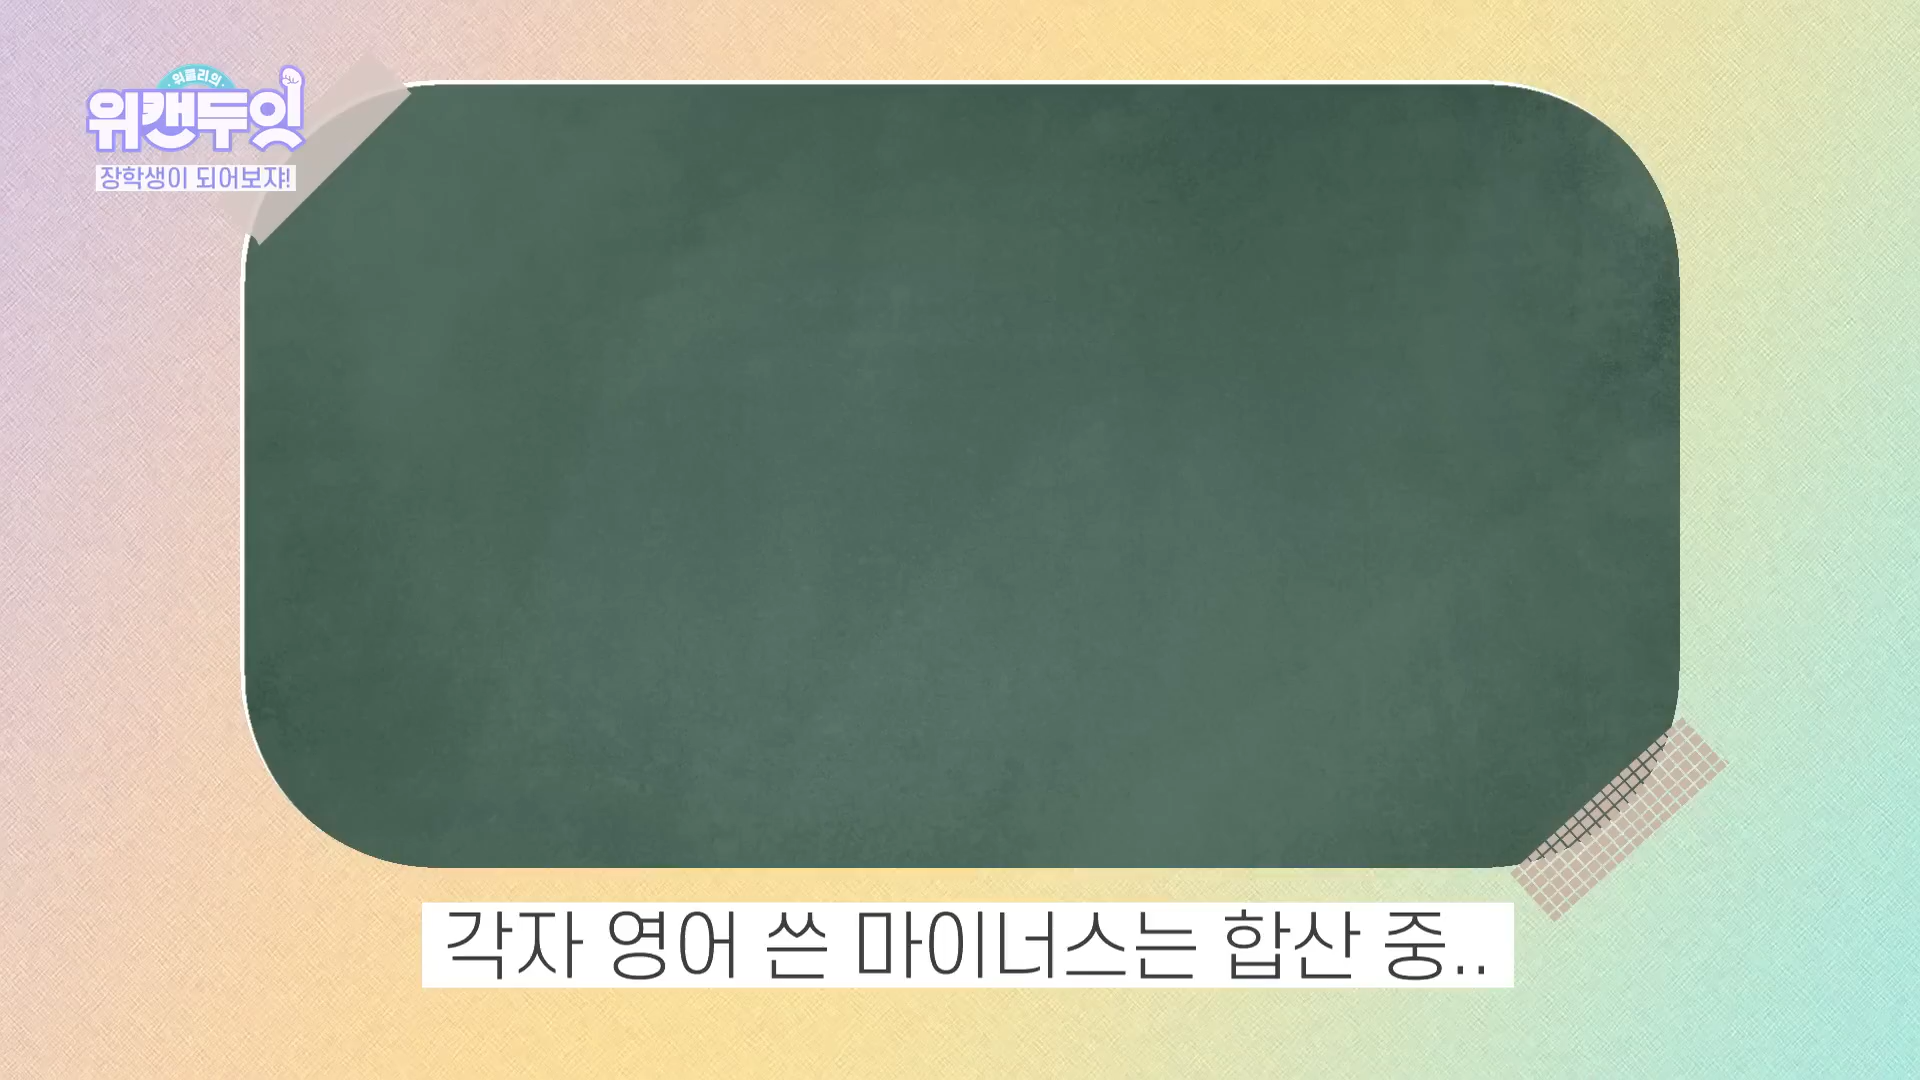 위클리의
위캔두잇
장학생이 되어보쟈!
각자 영어 쓴 마이너스는 합산 중..